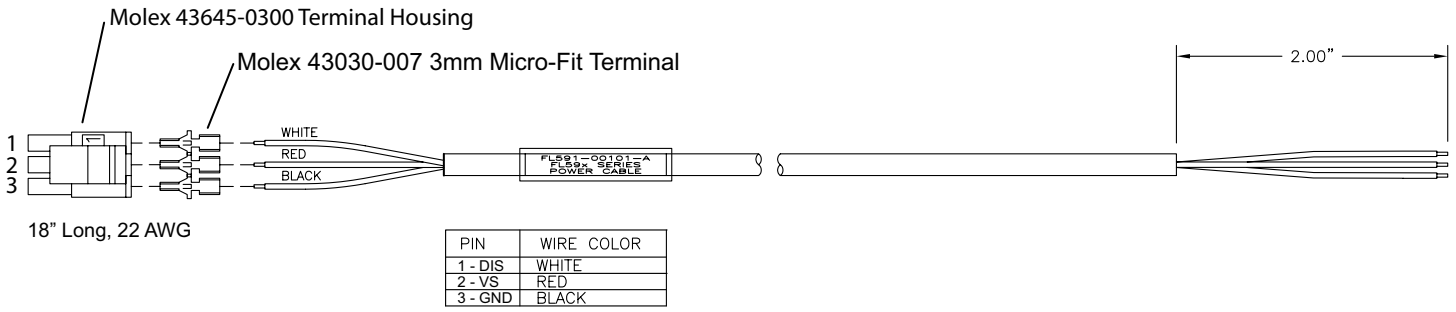 Molex 43645-0300 Terminal Housing
Molex 43030-007 3mm Micro-Fit Terminal
2.00"
1
2
3
1
WHITE
RED
BLACK
FL591-00101-A
FL59x SERIES
POWER CABLE
18” Long, 22 AWG
PIN WIRE COLOR
1 - DIS WHITE
2 - VS RED
3 - GND BLACK